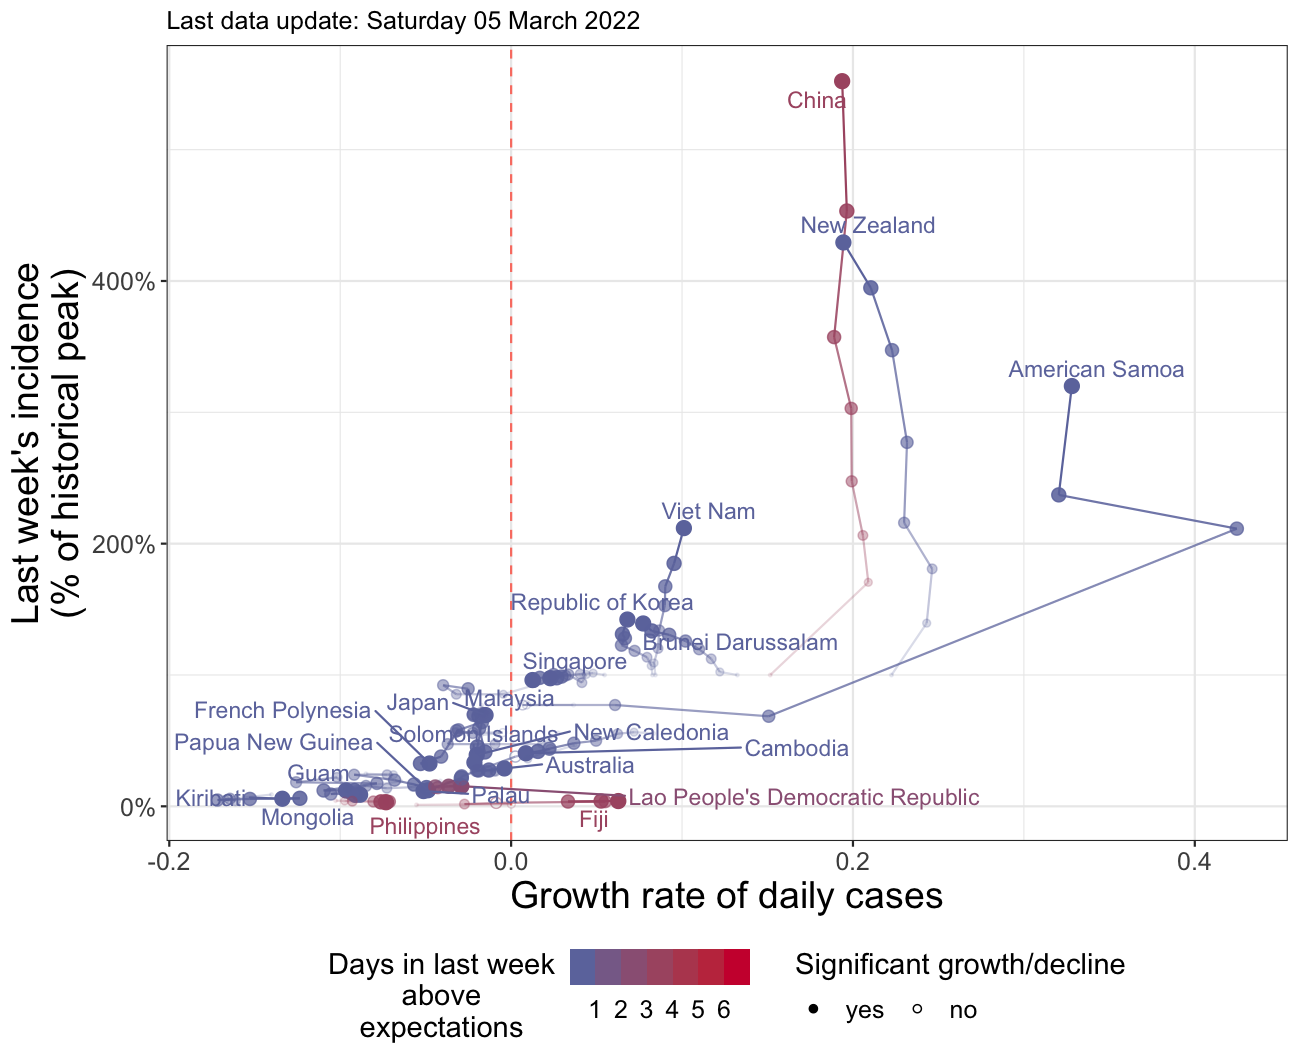 Last data update: Saturday 05 March 2022
China
New Zealand
400%
American Samoa
Viet Nam
200%
Republic of Korea
Brunei Darussalam
Singapore
Japan
Malaysia
French Polynesia
Solomon Islands
New Caledonia
Papua New Guinea
Cambodia
Australia
Guam
Kiribati
Palau
Lao People's Democratic Republic
0%
Mongolia
Philippines
Fiji
Last week's incidence
(% of historical peak)
-0.2
0.0
0.2
0.4
Growth rate of daily cases
Days in last week
above
expectations
1 2 3 4 5 6
Significant growth/decline
yes
no